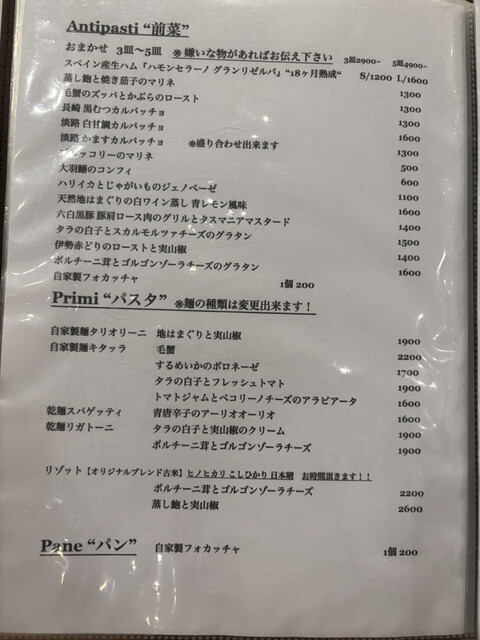 Antipasti “前菜”
おまかせ 3皿〜5皿 ※嫌いな物があればお伝え下さい 3皿2900~ 5皿4900~
スペイン産生ハム『ハモンセラーノ グランリゼルバ』“18ヶ月熟成“ S/1200 L/1600
蒸し鮑と焼き茄子のマリネ 1300
毛蟹のズッパとかぶらのロースト 1300
長崎 黒むつカルパッチョ 1300
淡路 白甘鯛カルパッチョ 1600
淡路 かますカルパッチョ ※盛り合わせ出来ます 1300
ブロッコリーのマリネ 500
大羽鰯のコンフィ 600
ハリイカとじゃがいものジェノベーゼ 1100
天然地はまぐりの白ワイン蒸し 青レモン風味 1600
六白黒豚 豚肩ロース肉のグリルとタスマニアマスタード 1400
タラの白子とスカルモルツァチーズのグラタン 1500
伊勢赤どりのローストと実山椒 1400
ポルチーニ茸とゴルゴンゾーラチーズのグラタン 1600
自家製フォカッチャ 1個 200
Primi “パスタ” ※麺の種類は変更出来ます！
自家製麺タリオリーニ 地はまぐりと実山椒 1900
自家製麺キタッラ 毛蟹 2200
するめいかのボロネーゼ 1700
タラの白子とフレッシュトマト 1900
トマトジャムとペコリーノチーズのアラビアータ 1600
乾麺スパゲッティ 青唐辛子のアーリオオーリオ 1600
乾麺リガトーニ タラの白子と実山椒のクリーム 1900
ポルチーニ茸とゴルゴンゾーラチーズ 1900
リゾット【オリジナルブレンド古米】ヒノヒカリ こしひかり 日本晴 お時間頂きます！！
ポルチーニ茸とゴルゴンゾーラチーズ 2200
蒸し鮑と実山椒 2600
Pane “パン” 自家製フォカッチャ 1個 200